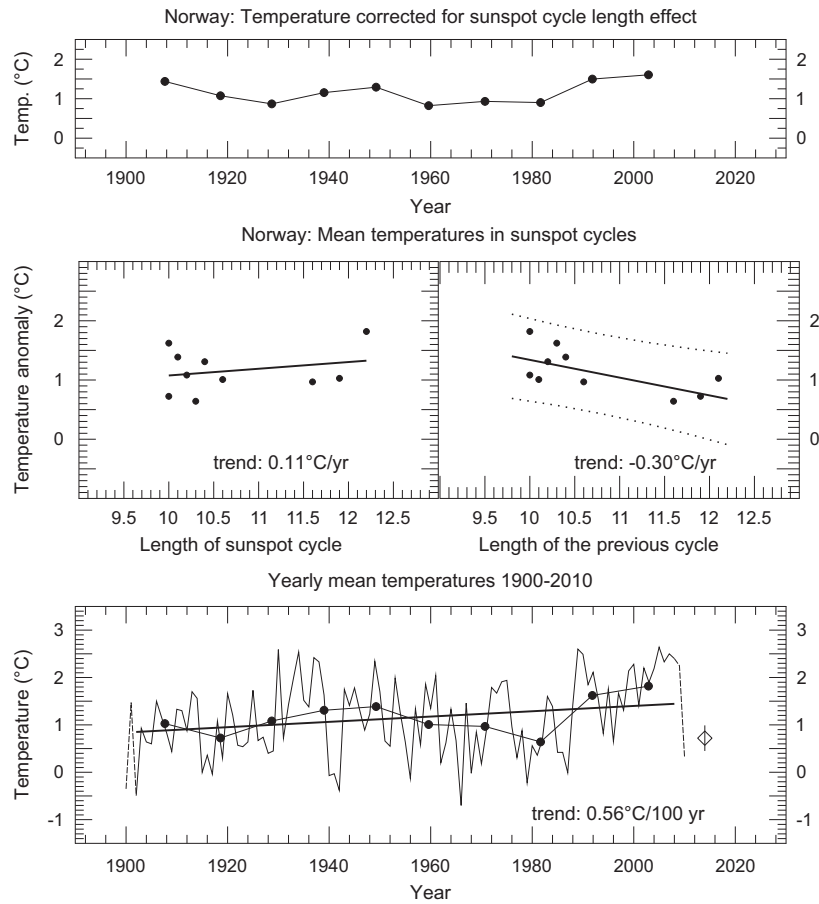 Norway: Temperature corrected for sunspot cycle length effect
Temp. (°C)
2 2
1 1
0 0
1900 1920 1940 1960 1980 2000 2020
Year
Norway: Mean temperatures in sunspot cycles
Temperature anomaly (°C)
2 2
1 1
0 0
trend: 0.11°C/yr trend: -0.30°C/yr
9.5 10 10.5 11 11.5 12 12.5 9.5 10 10.5 11 11.5 12 12.5
Length of sunspot cycle Length of the previous cycle
Yearly mean temperatures 1900-2010
Temperature (°C)
3 3
2 2
1 1
0 0
-1 -1
trend: 0.56°C/100 yr
1900 1920 1940 1960 1980 2000 2020
Year